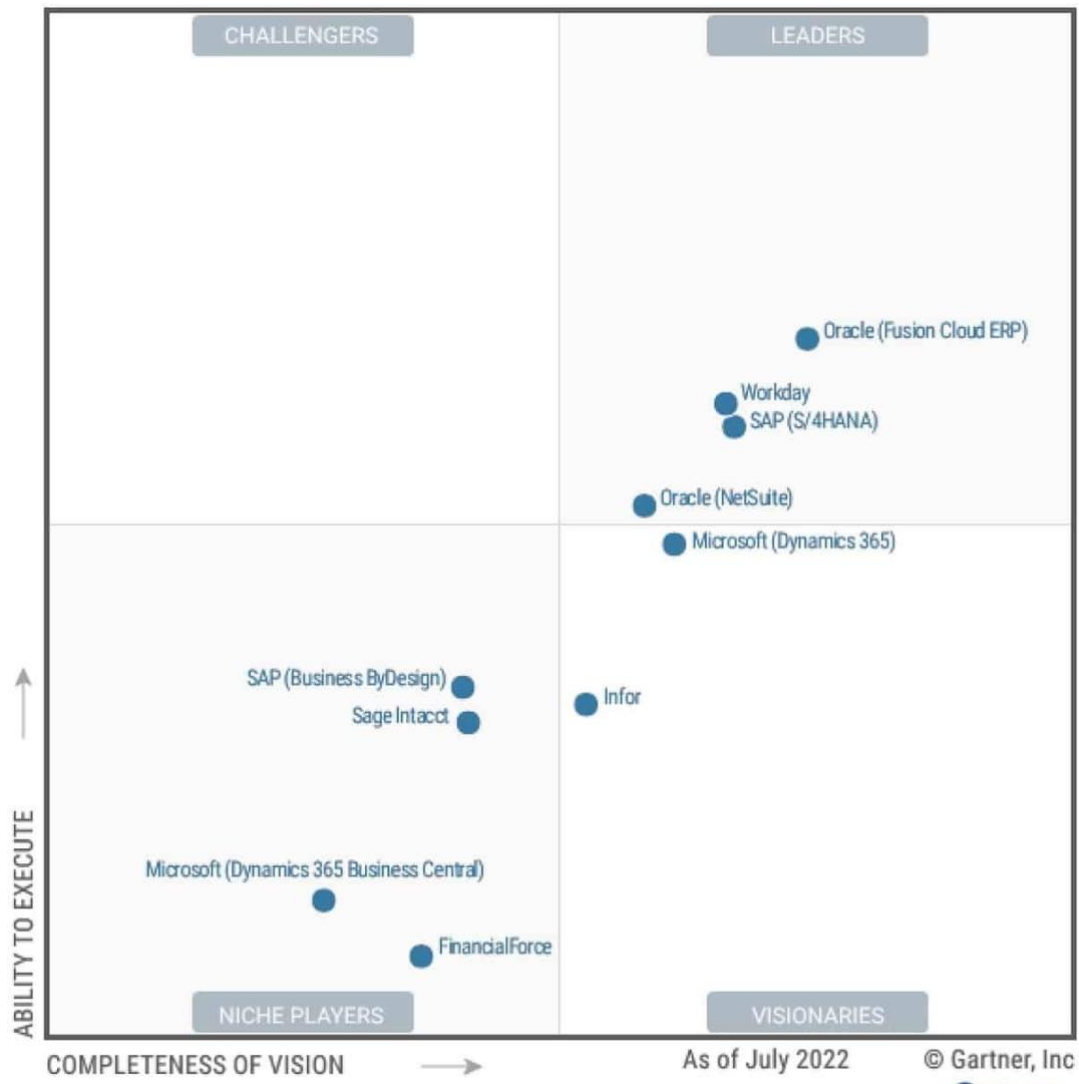 CHALLENGERS
LEADERS
Oracle (Fusion Cloud ERP)
Workday
SAP (S/4HANA)
Oracle (NetSuite)
Microsoft (Dynamics 365)
SAP (Business ByDesign)
Infor
Sage Intacct
Microsoft (Dynamics 365 Business Central)
FinancialForce
NICHE PLAYERS
VISIONARIES
ABILITY TO EXECUTE
COMPLETENESS OF VISION
As of July 2022
© Gartner, Inc